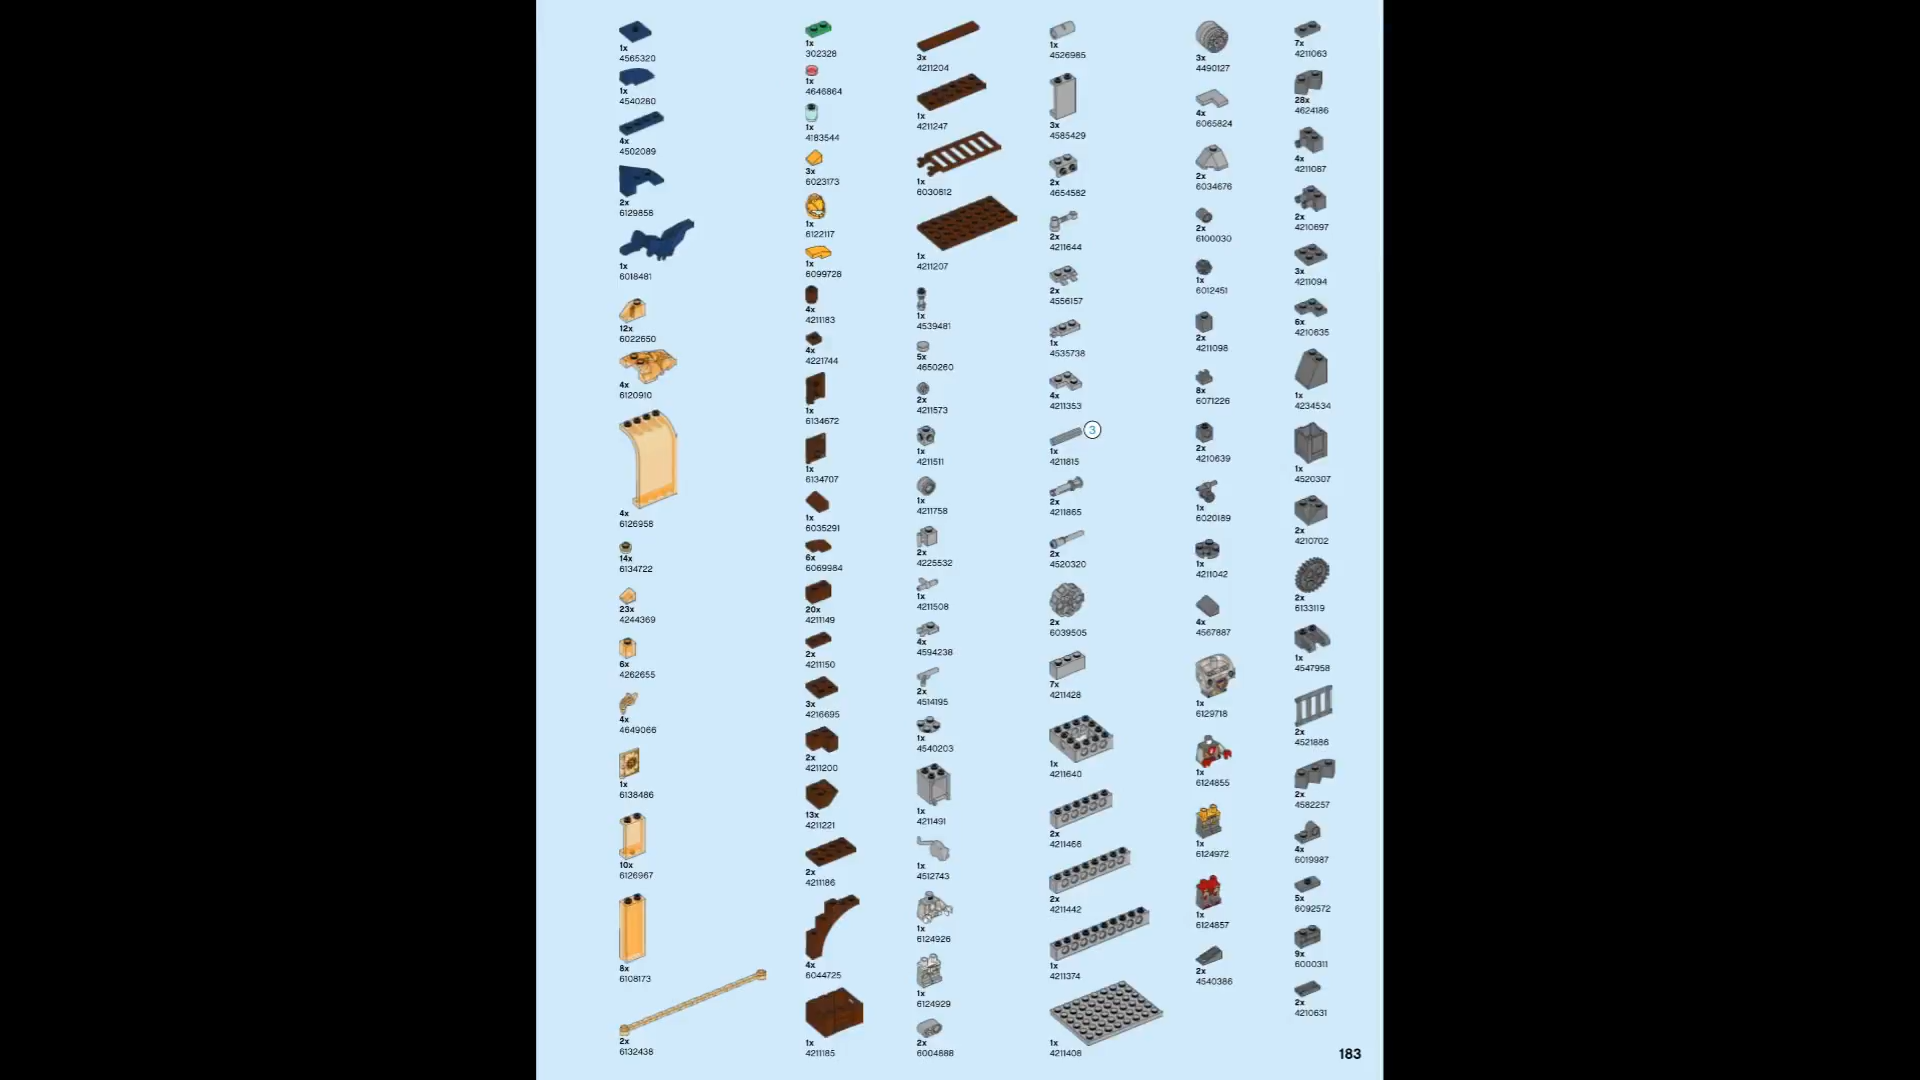 1x
4565320
1x
4540280
4x
4502089
2x
6129858
1x
6018481
12x
6022650
4x
6120910
4x
6126958
14x
6134722
23x
4244369
6x
4262655
4x
4649066
1x
6138486
10x
6126967
8x
6108173
2x
6132438
1x
302328
1x
4646864
1x
4183544
3x
6023173
1x
6122117
1x
6099728
4x
4211183
4x
4221744
1x
6134672
1x
6134707
1x
6035291
6x
6069984
20x
4211149
2x
4211150
3x
4216695
2x
4211200
13x
4211221
2x
4211186
4x
6044725
1x
4211185
3x
4211204
1x
4211247
1x
6030812
1x
4211207
1x
4539481
5x
4650260
2x
4211573
1x
4211511
1x
4211758
2x
4225532
1x
4211508
4x
4594238
2x
4514195
1x
4540203
1x
4211491
1x
4512743
1x
6124926
1x
6124929
2x
6004888
1x
4526985
3x
4585429
2x
4654582
2x
4211644
2x
4556157
1x
4535738
4x
4211353
3
1x
4211815
2x
4211865
2x
4520320
2x
6039505
7x
4211428
1x
4211640
2x
4211466
2x
4211442
1x
4211374
1x
4211408
3x
4490127
4x
6065824
2x
6034676
2x
6100030
1x
6012451
2x
4211098
8x
6071226
2x
4210639
1x
6020189
1x
4211042
4x
4567887
1x
6129718
1x
6124855
1x
6124972
1x
6124857
2x
4540386
7x
4211063
28x
4624186
4x
4211087
2x
4210697
3x
4211094
6x
4210635
1x
4234534
1x
4520307
2x
4210702
2x
6133119
1x
4547958
2x
4521886
2x
4582257
4x
6019987
5x
6092572
9x
6000311
2x
4210631
183